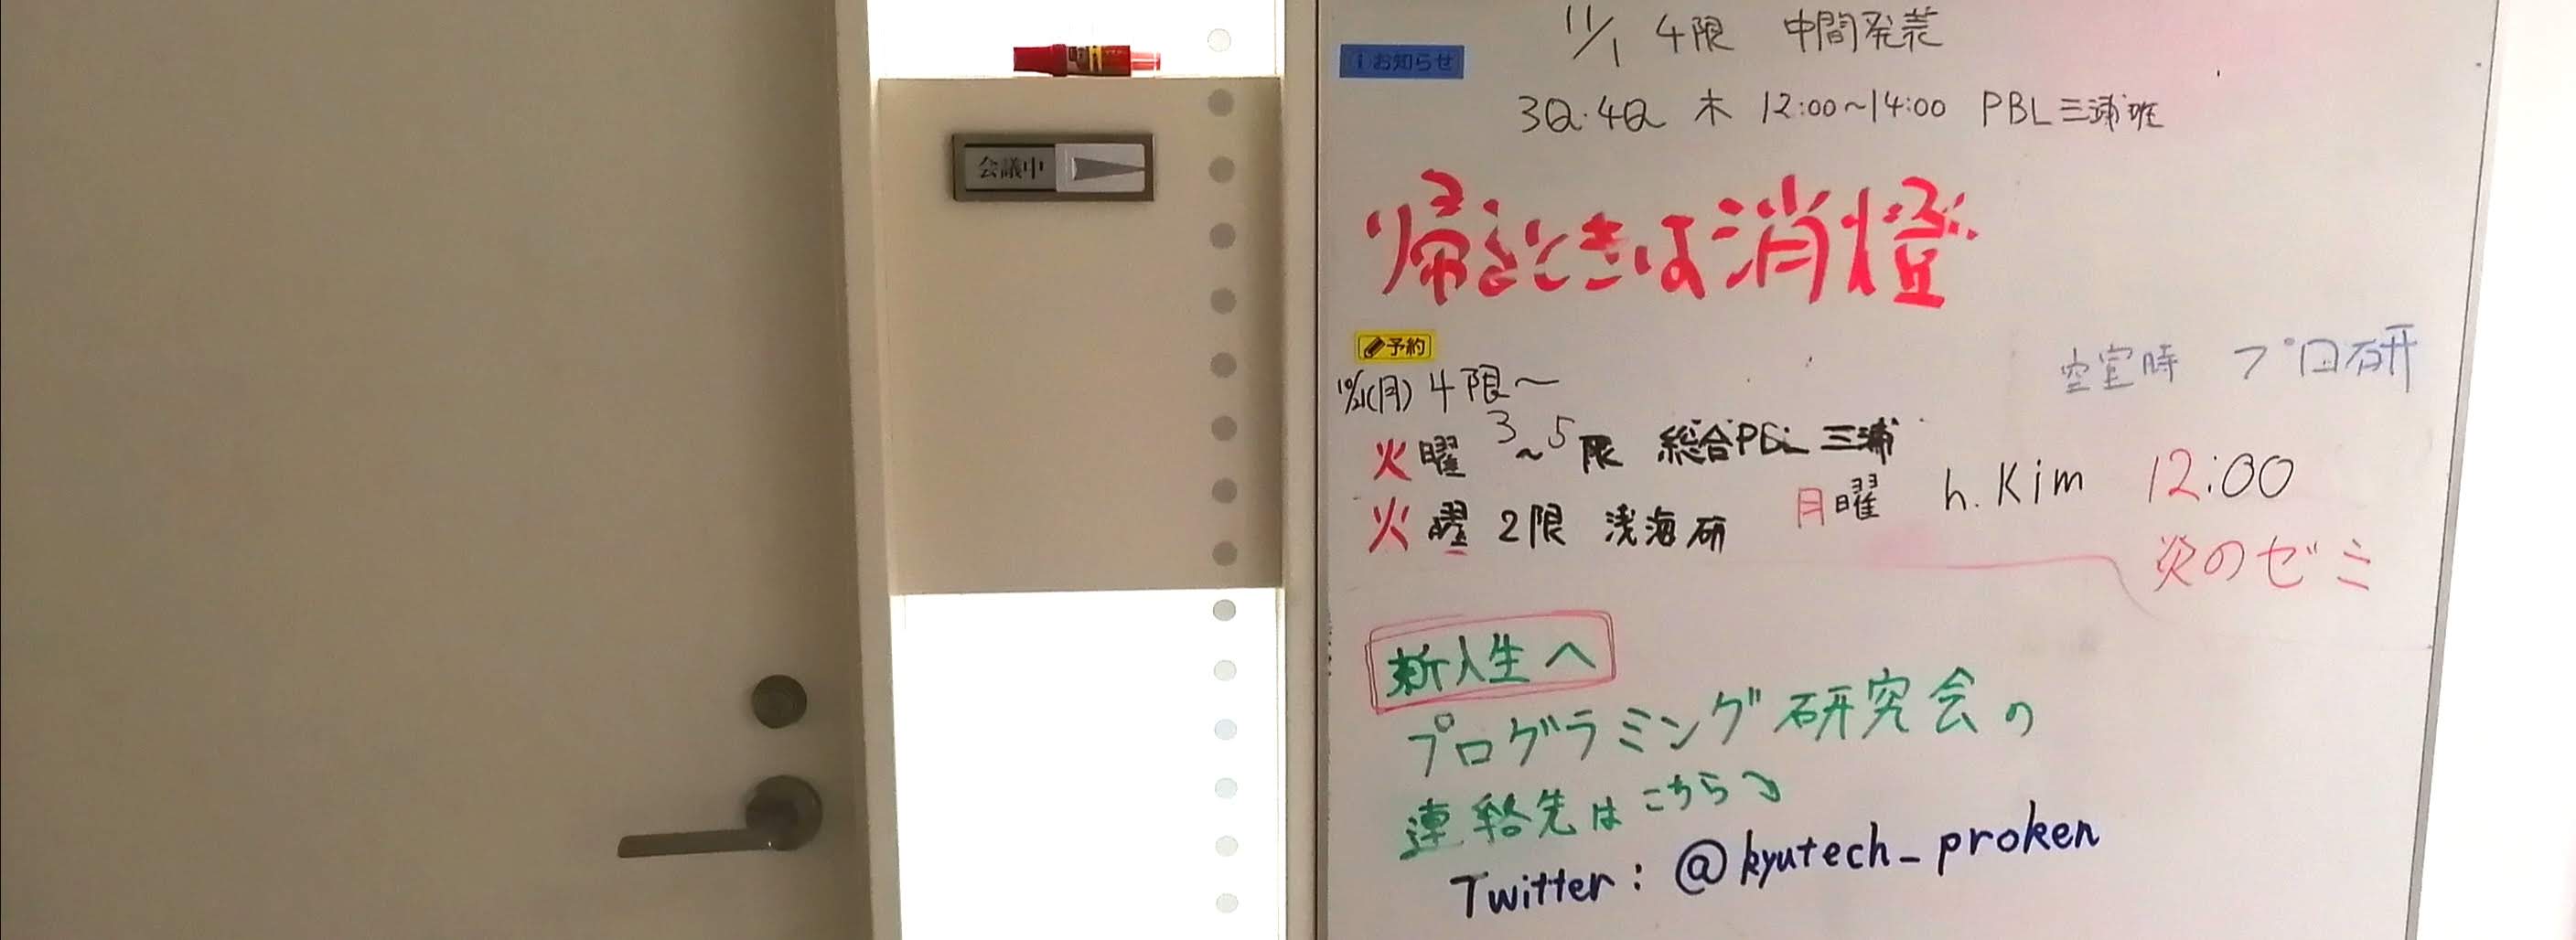 会議中
11/1 4限 中間発表
お知らせ
3Q・4Q 木 12:00~14:00 PBL三浦班
帰るときは消燈
予約
空室時 プロ研
10/21(月) 4限~
火曜 3~5限 総合PBL 三浦
火曜 2限 浅海研
月曜 h.Kim 12:00
炎のゼミ
新入生へ
プログラミング研究会の
連絡先はこちら↘
Twitter: @kyutech_proken